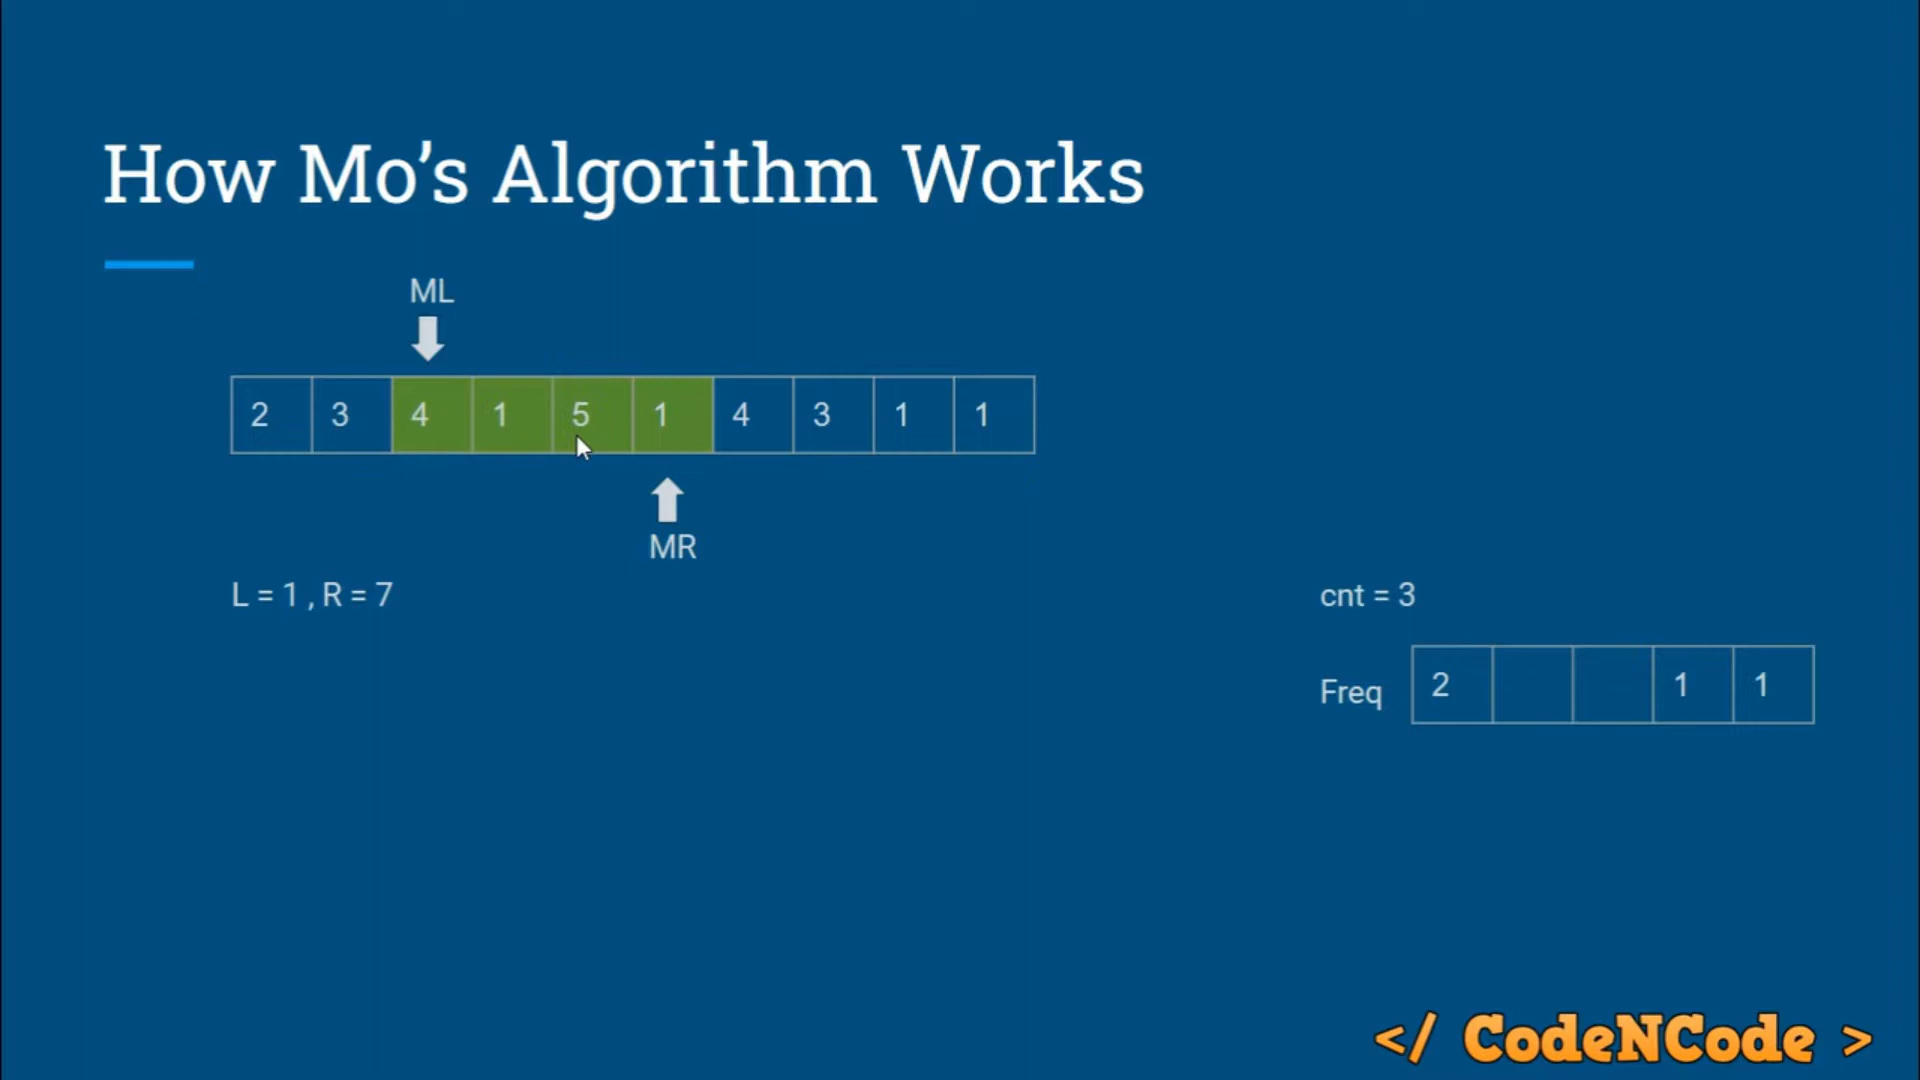 How Mo’s Algorithm Works
ML
2 3 4 1 5 1 4 3 1 1
MR
L = 1 , R = 7
cnt = 3
Freq 2 1 1
</ CodeNCode >